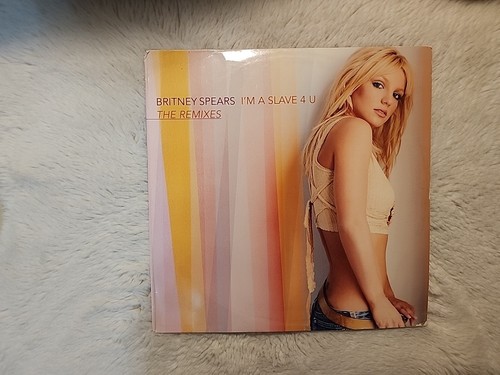 BRITNEY SPEARS I'M A SLAVE 4 U
THE REMIXES